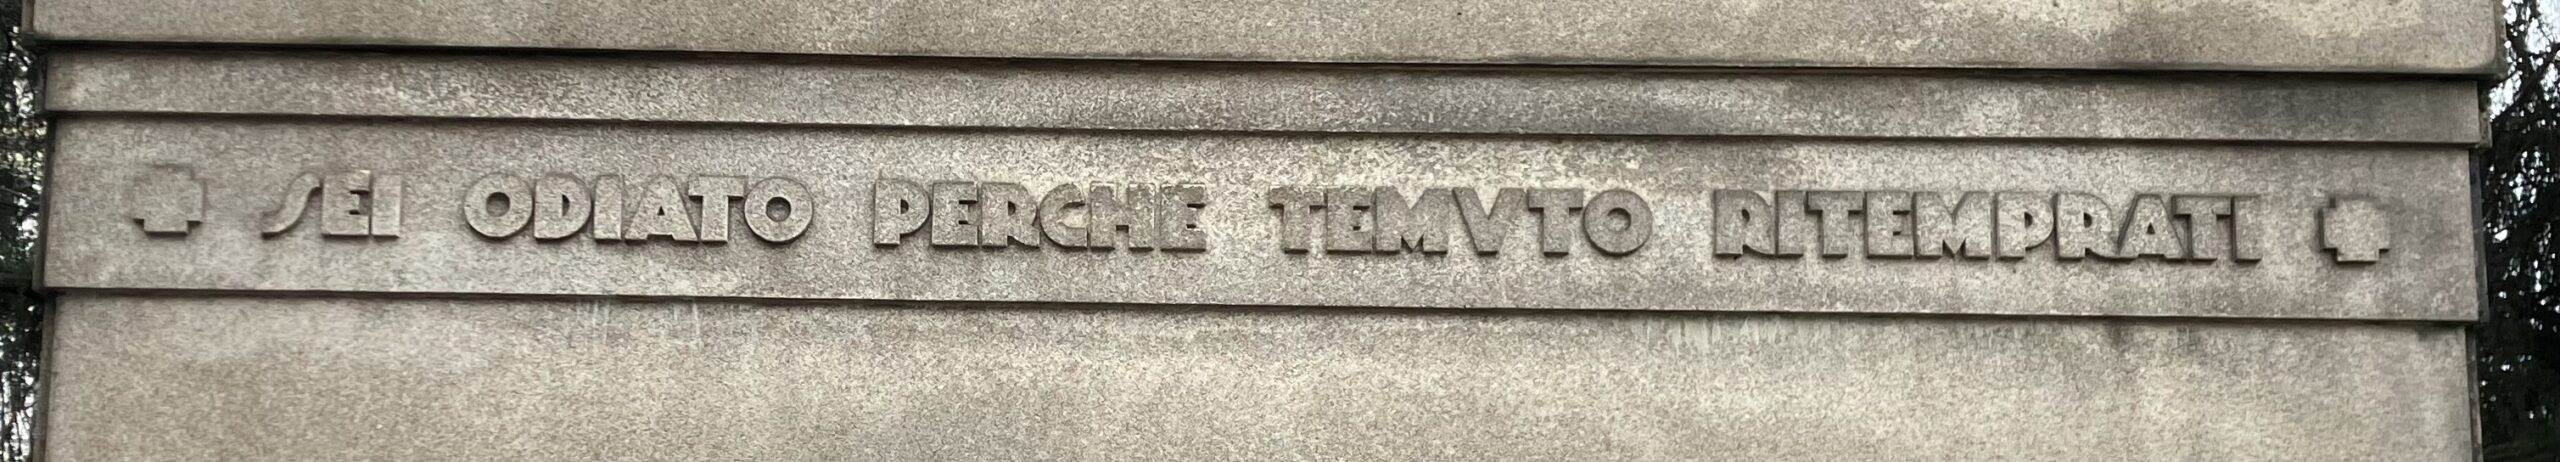 SEI ODIATO PERCHE TEMVTO RITEMPRATI